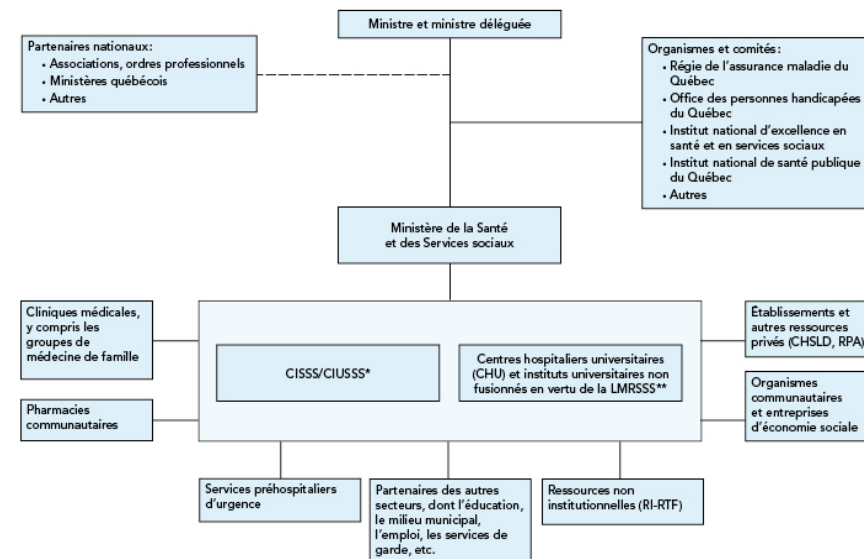 Ministre et ministre déléguée
Partenaires nationaux:
• Associations, ordres professionnels
• Ministères québécois
• Autres
Organismes et comités:
• Régie de l'assurance maladie du
Québec
• Office des personnes handicapées
du Québec
• Institut national d'excellence en
santé et en services sociaux
• Institut national de santé publique
du Québec
• Autres
Ministère de la Santé
et des Services sociaux
Cliniques médicales,
y compris les
groupes de
médecine de famille
CISSS/CIUSSS*
Centres hospitaliers universitaires
(CHU) et instituts universitaires non
fusionnés en vertu de la LMRSSS**
Établissements et
autres ressources
privés (CHSLD, RPA)
Pharmacies
communautaires
Organismes
communautaires
et entreprises
d'économie sociale
Services préhospitaliers
d'urgence
Partenaires des autres
secteurs, dont l'éducation,
le milieu municipal,
l'emploi, les services de
garde, etc.
Ressources non
institutionnelles (RI-RTF)